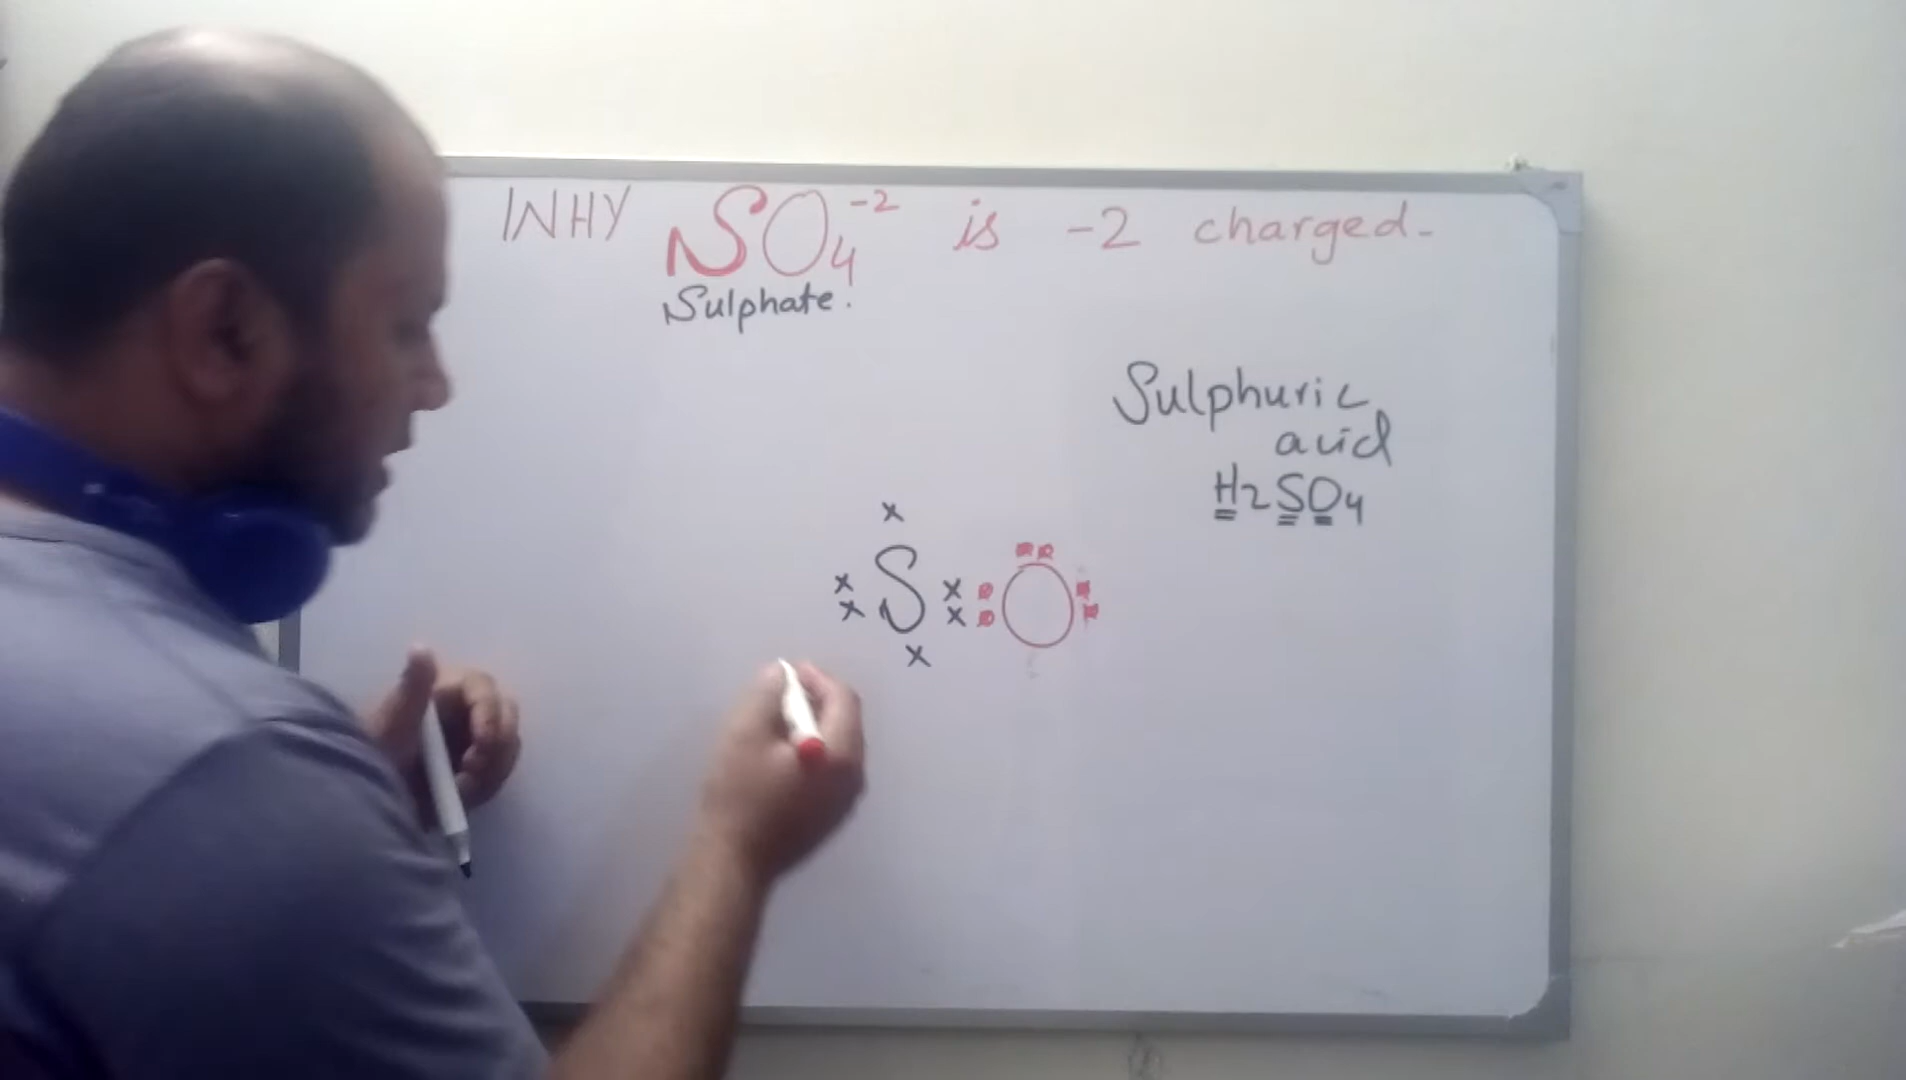 WHY SO4-2 is -2 charged.
Sulphate.
Sulphuric
acid
H2SO4
x
x S x O
x x
x